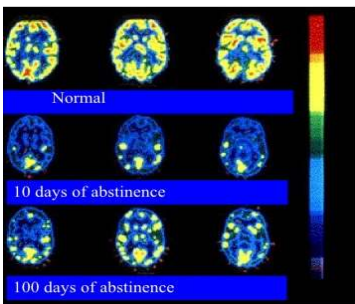 Normal
10 days of abstinence
100 days of abstinence